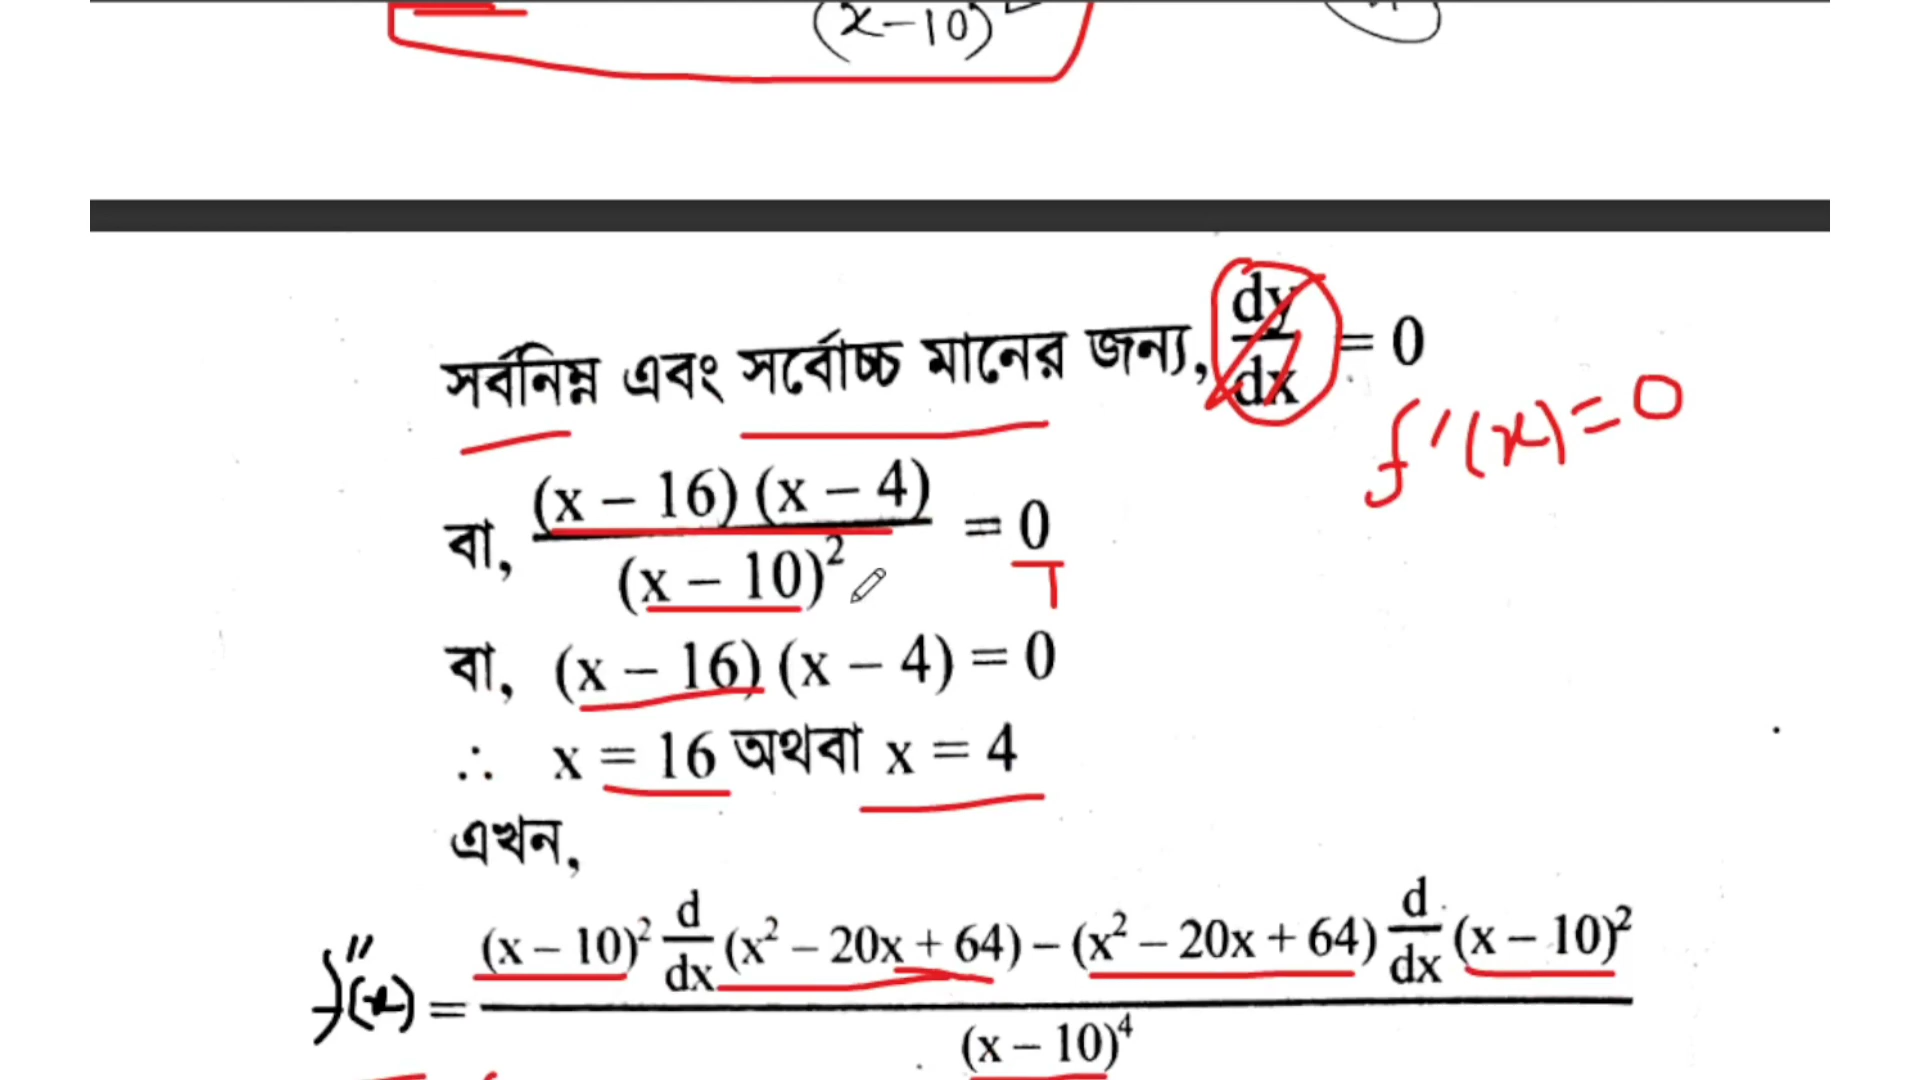 (x-10)
সর্বনিম্ন এবং সর্বোচ্চ মানের জন্য, dy/dx = 0
f'(x) = 0
বা, (x – 16) (x – 4) / (x – 10)² = 0
বা, (x – 16) (x – 4) = 0
∴ x = 16 অথবা x = 4
এখন,
f''(x) = (x – 10)² d/dx (x² – 20x + 64) – (x² – 20x + 64) d/dx (x – 10)² / (x – 10)⁴